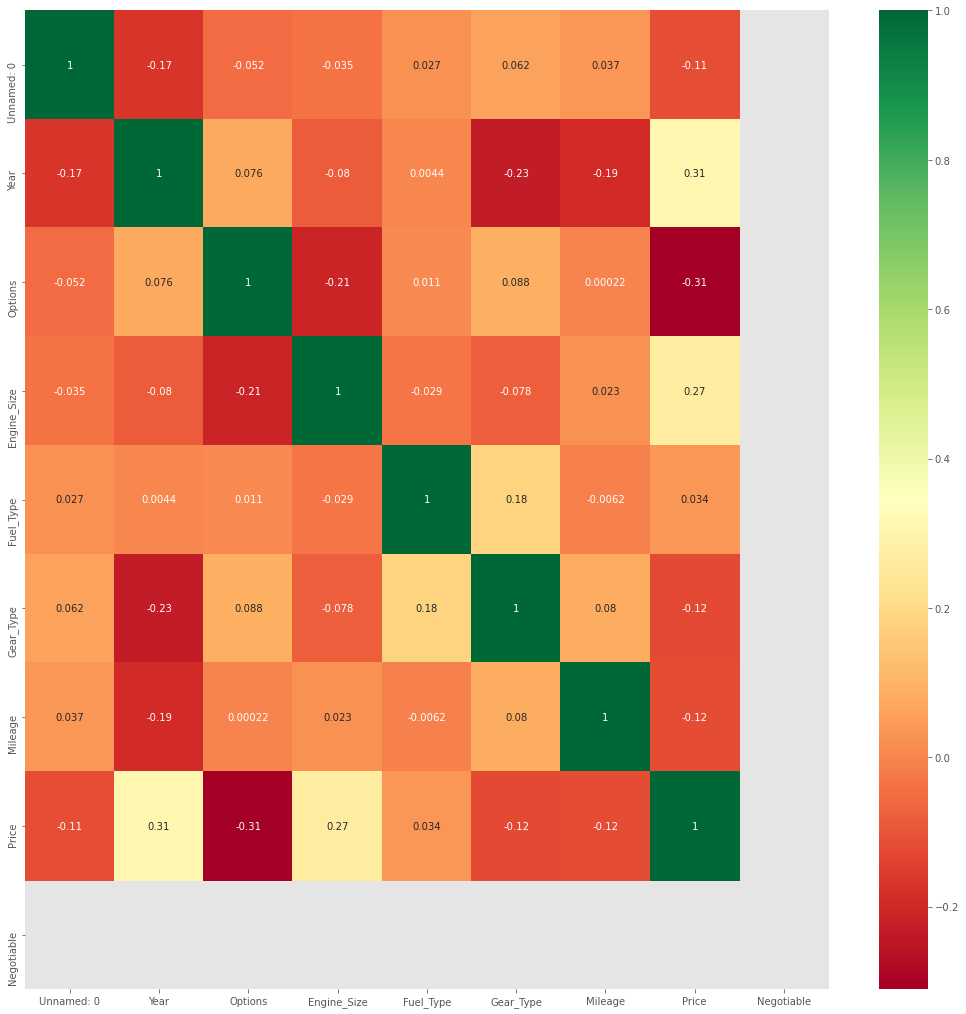 Unnamed: 0 1 -0.17 -0.052 -0.035 0.027 0.062 0.037 -0.11
Year -0.17 1 0.076 -0.08 0.0044 -0.23 -0.19 0.31
Options -0.052 0.076 1 -0.21 0.011 0.088 0.00022 -0.31
Engine_Size -0.035 -0.08 -0.21 1 -0.029 -0.078 0.023 0.27
Fuel_Type 0.027 0.0044 0.011 -0.029 1 0.18 -0.0062 0.034
Gear_Type 0.062 -0.23 0.088 -0.078 0.18 1 0.08 -0.12
Mileage 0.037 -0.19 0.00022 0.023 -0.0062 0.08 1 -0.12
Price -0.11 0.31 -0.31 0.27 0.034 -0.12 -0.12 1
Negotiable
Unnamed: 0 Year Options Engine_Size Fuel_Type Gear_Type Mileage Price Negotiable
1.0
0.8
0.6
0.4
0.2
0.0
−0.2